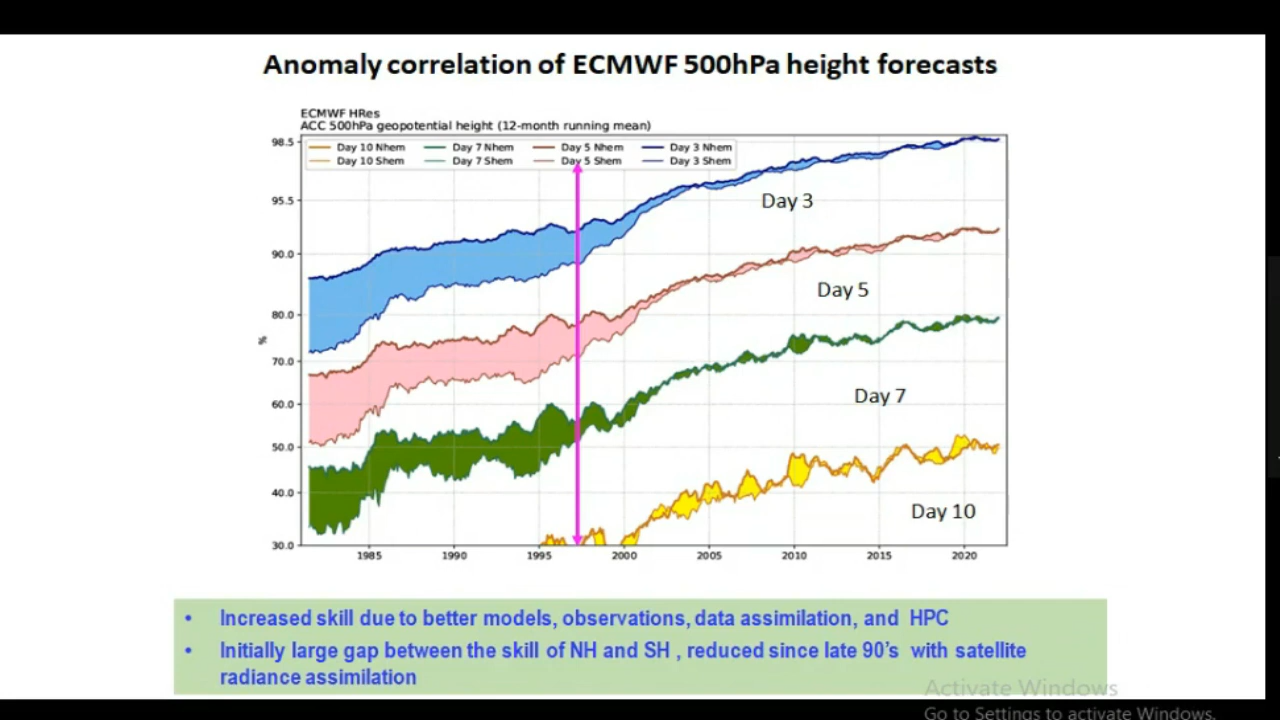 Anomaly correlation of ECMWF 500hPa height forecasts
ECMWF HRes
ACC 500hPa geopotential height (12-month running mean)
Day 10 Nhem Day 7 Nhem Day 5 Nhem Day 3 Nhem
Day 10 Shem Day 7 Shem Day 5 Shem Day 3 Shem
98.5
95.5
90.0
80.0
70.0
60.0
50.0
40.0
30.0
%
Day 3
Day 5
Day 7
Day 10
1985 1990 1995 2000 2005 2010 2015 2020
• Increased skill due to better models, observations, data assimilation, and HPC
• Initially large gap between the skill of NH and SH , reduced since late 90's with satellite
radiance assimilation
Activate Windows
Go to Settings to activate Windows.